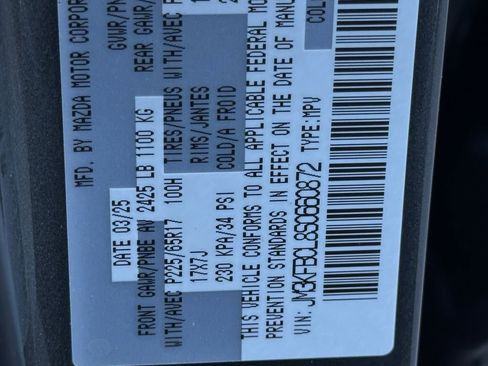 BY MAZDA MOTOR CORPOR
DATE 03/25
GVWR/PN
FRONT GAWR/PNBE AV 2425 LB 1100 KG
REAR GAWR/
WITH/AVEC P225/65R17 100H
TIRES/PNEUS WITH/AVEC P
17X7J
RIMS/JANTES
230 KPA/34 PSI
COLD/A FROID
THIS VEHICLE CONFORMS TO ALL APPLICABLE FEDERAL MO
PREVENTION STANDARDS IN EFFECT ON THE DATE OF MANU
VIN: JM3KFBCL8S0660872 TYPE: MPV
COL